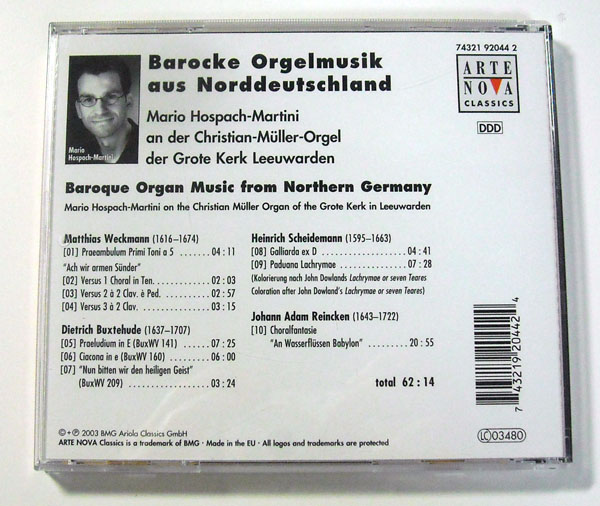 74321 92044 2
Barocke Orgelmusik
aus Norddeutschland
ARTE
NOVA
CLASSICS
Mario Hospach-Martini
an der Christian-Müller-Orgel
der Grote Kerk Leeuwarden
DDD
Mario
Hospach-Martini
Baroque Organ Music from Northern Germany
Mario Hospach-Martini on the Christian Müller Organ of the Grote Kerk in Leeuwarden
Matthias Weckmann (1616–1674)
[01] Praeambulum Primi Toni a 5 ....... 04 : 11
"Ach wir armen Sünder"
[02] Versus 1 Choral in Ten. ........... 02 : 03
[03] Versus 2 à 2 Clav. è Ped. .......... 02 : 57
[04] Versus 3 à 2 Clav. ................. 03 : 15
Dietrich Buxtehude (1637–1707)
[05] Praeludium in E (BuxWV 141) ...... 07 : 25
[06] Ciacona in e (BuxWV 160) ......... 06 : 00
[07] "Nun bitten wir den heiligen Geist"
(BuxWV 209) ..................... 03 : 24
Heinrich Scheidemann (1595–1663)
[08] Galliarda ex D .................... 04 : 41
[09] Paduana Lachrymae ............... 07 : 28
(Kolorierung nach John Dowlands Lachrymae or seven Teares
Coloration after John Dowland's Lachrymae or seven Teares)
Johann Adam Reincken (1643–1722)
[10] Choralfantasie
"An Wasserflüssen Babylon" ........ 20 : 55
total 62 : 14
7 43219 20442 4
© + ℗ 2003 BMG Ariola Classics GmbH
ARTE NOVA Classics is a trademark of BMG · Made in the EU · All logos and trademarks are protected
LC 03480